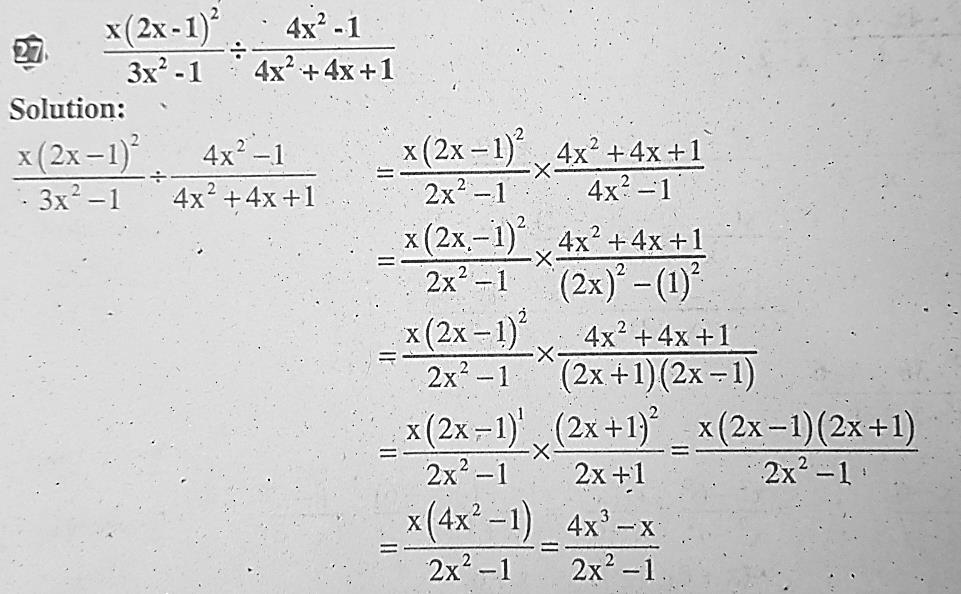 27. x(2x-1)²/(3x²-1) ÷ (4x²-1)/(4x²+4x+1)
Solution:
x(2x-1)²/(3x²-1) ÷ (4x²-1)/(4x²+4x+1) = x(2x-1)²/(2x²-1) × (4x²+4x+1)/(4x²-1)
= x(2x-1)²/(2x²-1) × (4x²+4x+1)/((2x)²-(1)²)
= x(2x-1)²/(2x²-1) × (4x²+4x+1)/((2x+1)(2x-1))
= x(2x-1)¹/(2x²-1) × (2x+1)²/(2x+1) = x(2x-1)(2x+1)/(2x²-1)
= x(4x²-1)/(2x²-1) = (4x³-x)/(2x²-1)